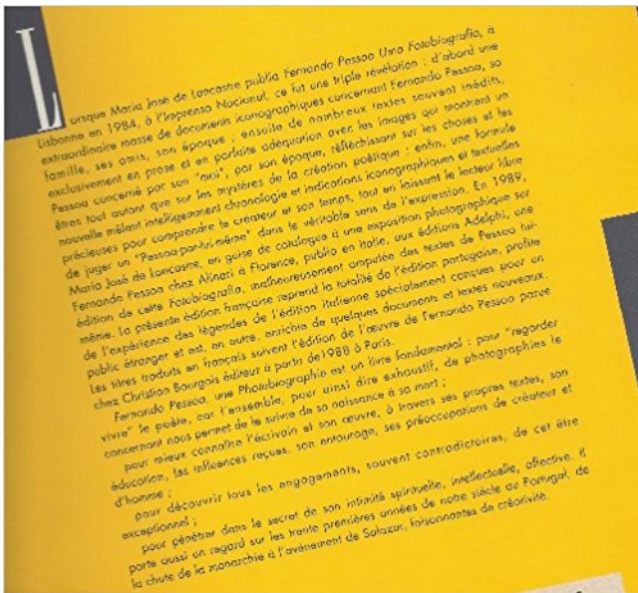 Lorsque Maria José de Lancastre publia Fernando Pessoa Uma Fotobiografia, à
Lisbonne en 1984, à l'Imprensa Nacional, ce fut une triple révélation : d'abord une
extraordinaire masse de documents iconographiques concernant Fernando Pessoa, sa
famille, ses amis, son époque ; ensuite de nombreux textes souvent inédits,
exclusivement en prose et en parfaite adéquation avec les images qui montrent un
Pessoa concerné par son "moi", par son époque, réfléchissant sur les choses et les
êtres tout autant que sur les mystères de la création poétique ; enfin, une formule
nouvelle mêlant intelligemment chronologie et indications iconographiques et textuelles
précieuses pour comprendre le créateur et son temps, tout en laissant le lecteur libre
de juger un "Pessoa-par-lui-même" dans le véritable sens de l'expression. En 1989,
Maria José de Lancastre, en guise de catalogue à une exposition photographique sur
Fernando Pessoa chez Alinari à Florence, publia en Italie, aux éditions Adelphi, une
édition de cette Fotobiografia, malheureusement amputée des textes de Pessoa lui-
même. La présente édition française reprend la totalité de l'édition portugaise, profite
de l'expérience des légendes de l'édition italienne spécialement conçues pour un
public étranger et est, en outre, enrichie de quelques documents et textes nouveaux.
Les titres traduits en français suivent l'édition de l'œuvre de Fernando Pessoa parue
chez Christian Bourgois éditeur à partir de 1988 à Paris.
Fernando Pessoa, une Photobiographie est un livre fondamental : pour "regarder
vivre" le poète, car l'ensemble, pour ainsi dire exhaustif, de photographies le
concernant nous permet de le suivre de sa naissance à sa mort ;
pour mieux connaître l'écrivain et son œuvre, à travers ses propres textes, son
éducation, les influences reçues, son entourage, ses préoccupations de créateur et
d'homme ;
pour découvrir tous les engagements, souvent contradictoires, de cet être
exceptionnel ;
pour pénétrer dans le secret de son intimité spirituelle, intellectuelle, affective. Il
porte aussi un regard sur les trente premières années de notre siècle au Portugal, de
la chute de la monarchie à l'avènement de Salazar, foisonnantes de créativité.